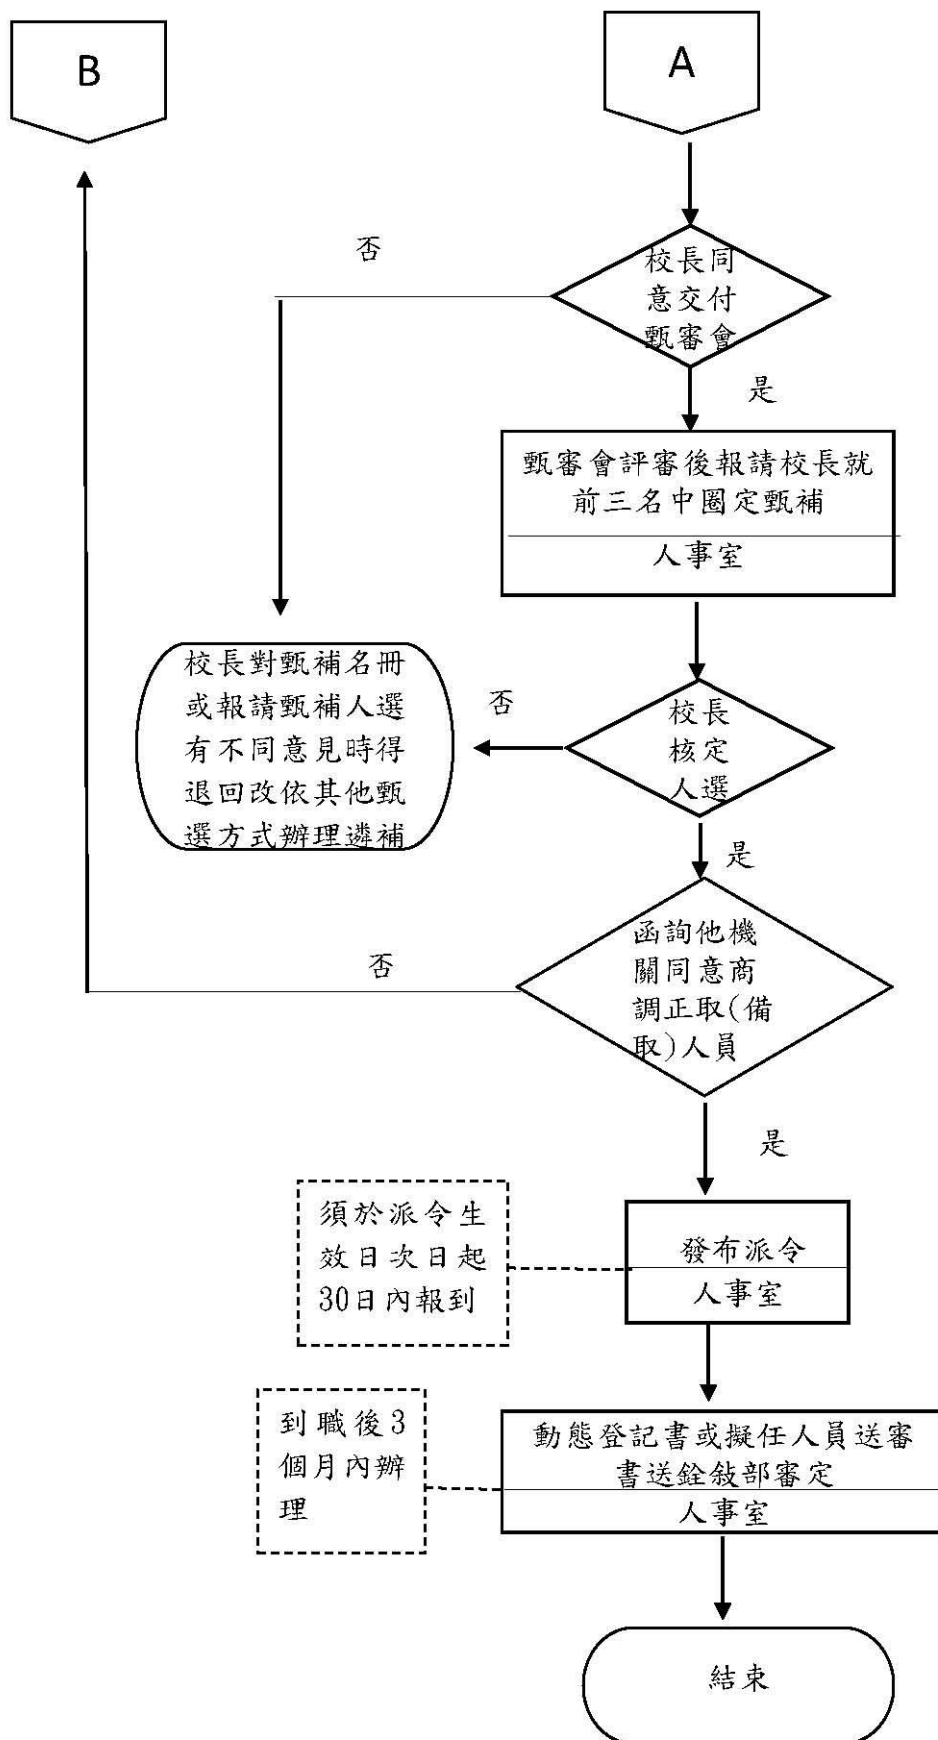 B
A
否
校長同
意交付
甄審會
是
甄審會評審後報請校長就
前三名中圈定甄補
人事室
校長對甄補名冊
或報請甄補人選
有不同意見時得
退回改依其他甄
選方式辦理遴補
否
校長
核定
人選
是
否
函詢他機
關同意商
調正取(備
取)人員
是
須於派令生
效日次日起
30日內報到
發布派令
人事室
到職後3
個月內辦
理
動態登記書或擬任人員送審
書送銓敘部審定
人事室
結束